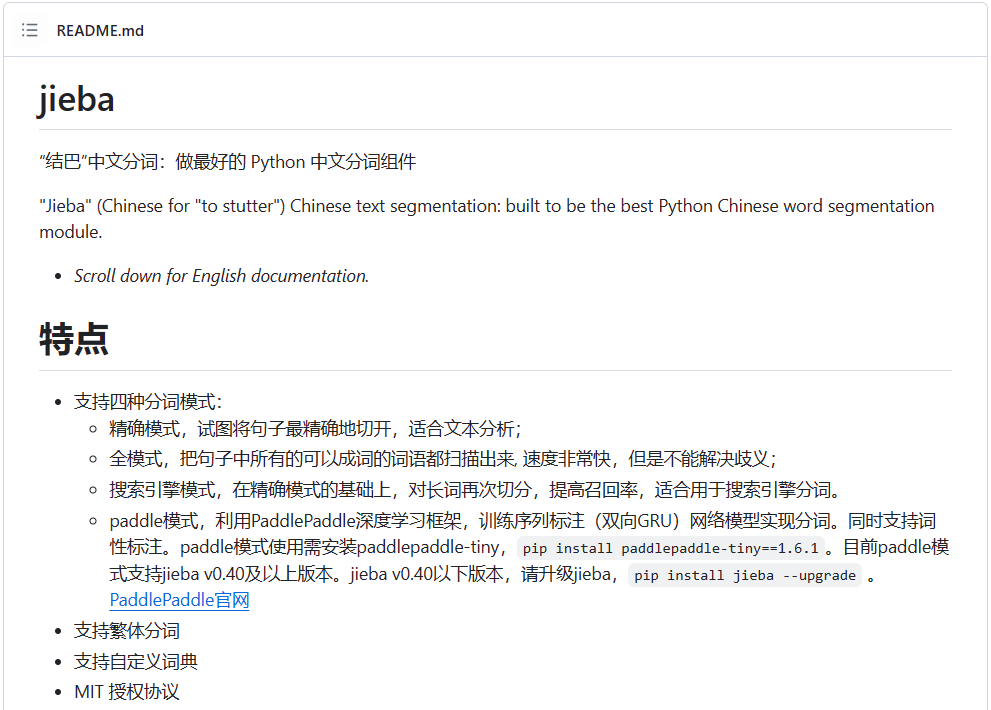 README.md
jieba
“结巴”中文分词：做最好的 Python 中文分词组件
"Jieba" (Chinese for "to stutter") Chinese text segmentation: built to be the best Python Chinese word segmentation
module.
Scroll down for English documentation.
特点
支持四种分词模式：
精确模式，试图将句子最精确地切开，适合文本分析；
全模式，把句子中所有的可以成词的词语都扫描出来, 速度非常快，但是不能解决歧义；
搜索引擎模式，在精确模式的基础上，对长词再次切分，提高召回率，适合用于搜索引擎分词。
paddle模式，利用PaddlePaddle深度学习框架，训练序列标注（双向GRU）网络模型实现分词。同时支持词
性标注。paddle模式使用需安装paddlepaddle-tiny，pip install paddlepaddle-tiny==1.6.1 。目前paddle模
式支持jieba v0.40及以上版本。jieba v0.40以下版本，请升级jieba，pip install jieba --upgrade 。
PaddlePaddle官网
支持繁体分词
支持自定义词典
MIT 授权协议